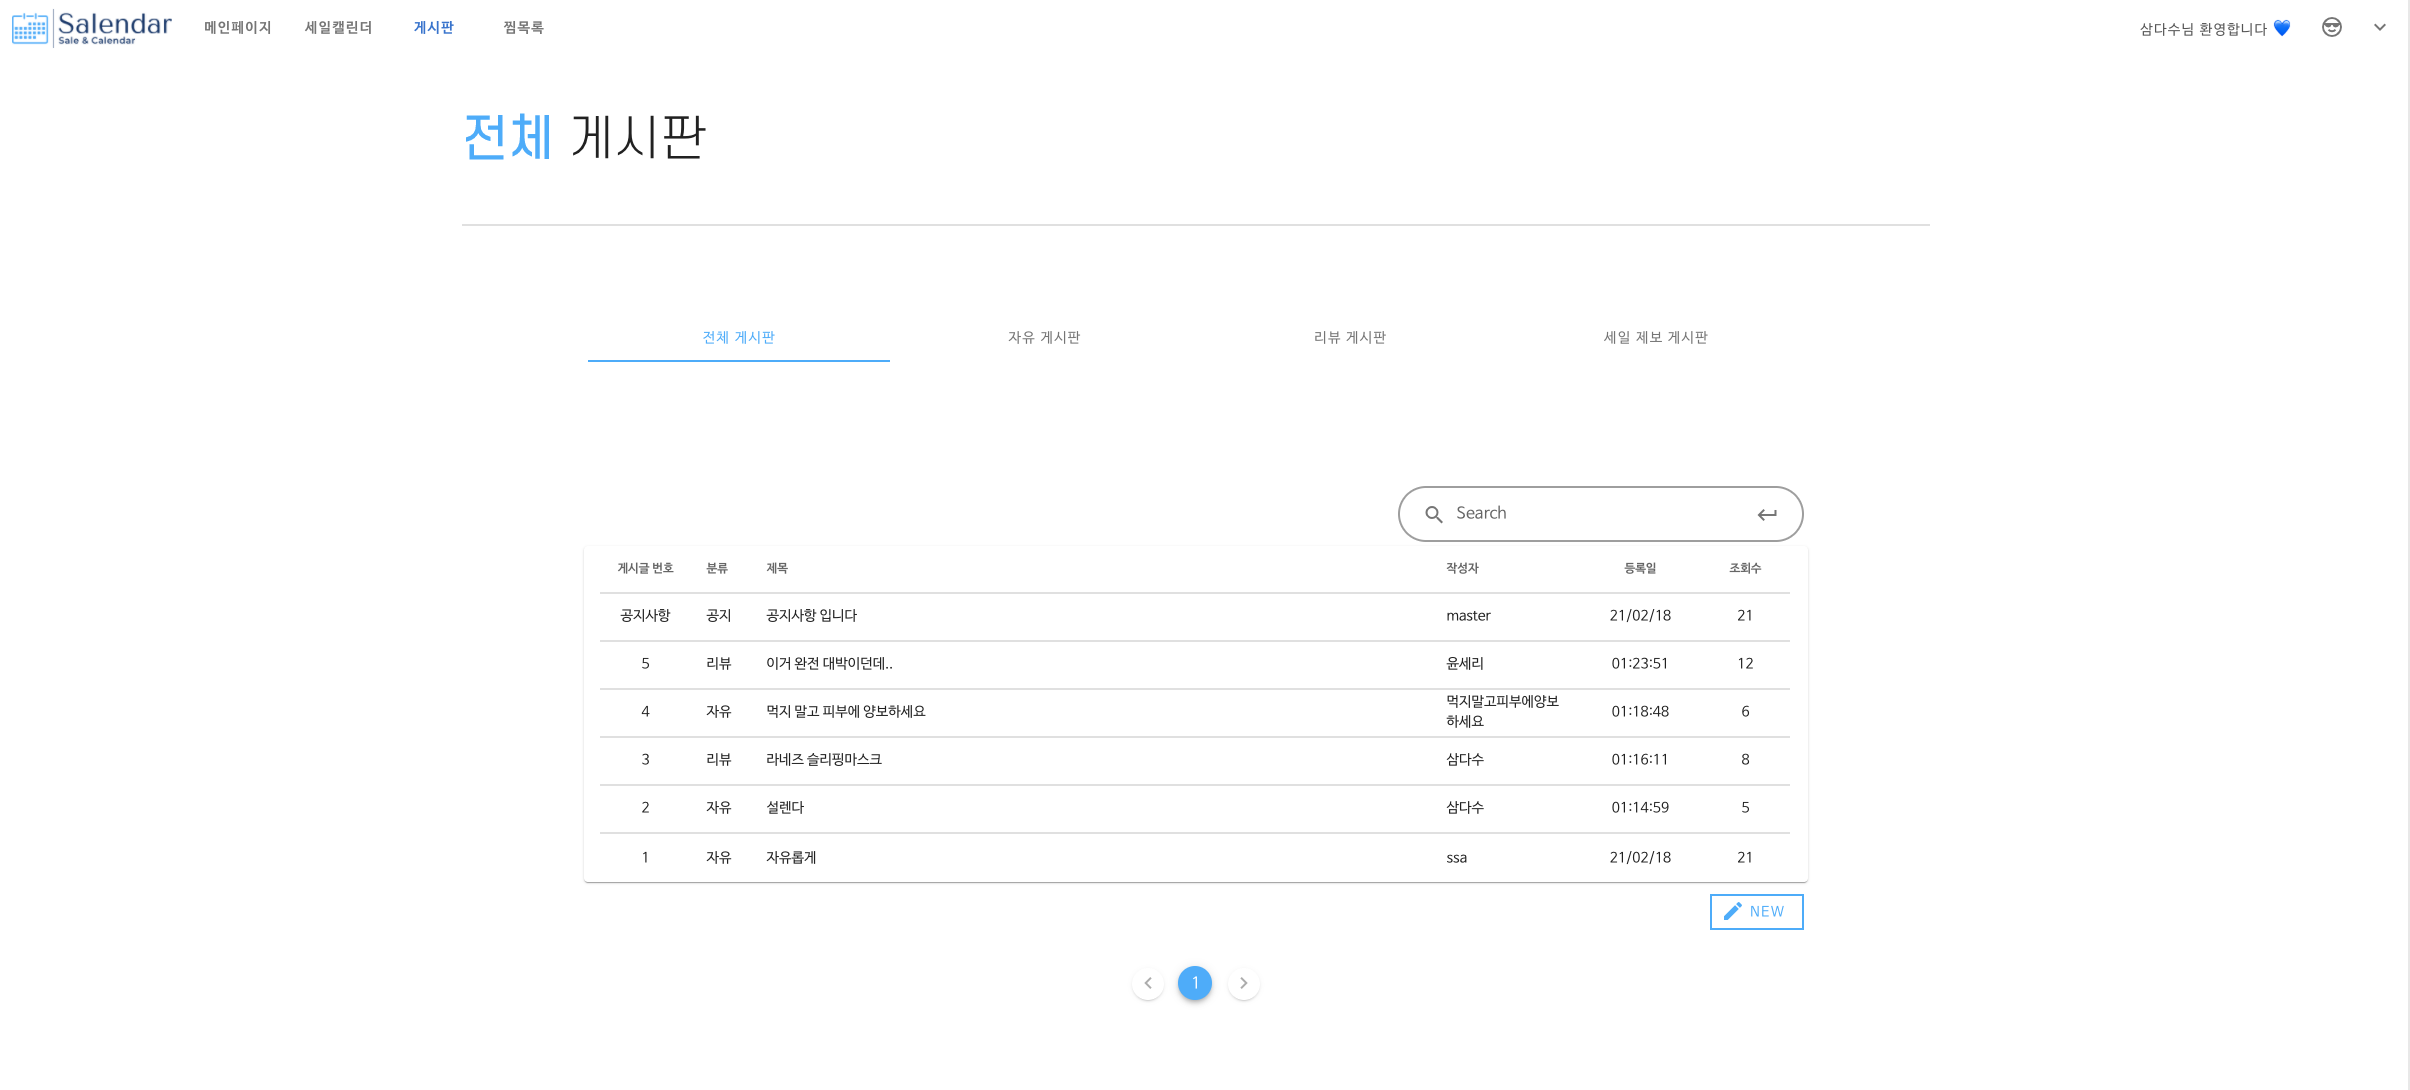 Salendar
Sale & Calendar
메인페이지 세일캘린더 게시판 찜목록
삼다수님 환영합니다 💙
전체 게시판
전체 게시판 자유 게시판 리뷰 게시판 세일 제보 게시판
Search
게시글 번호 분류 제목 작성자 등록일 조회수
공지사항 공지 공지사항 입니다 master 21/02/18 21
5 리뷰 이거 완전 대박이던데.. 윤세리 01:23:51 12
4 자유 먹지 말고 피부에 양보하세요 먹지말고피부에양보
하세요 01:18:48 6
3 리뷰 라네즈 슬리핑마스크 삼다수 01:16:11 8
2 자유 설렌다 삼다수 01:14:59 5
1 자유 자유롭게 ssa 21/02/18 21
NEW
1